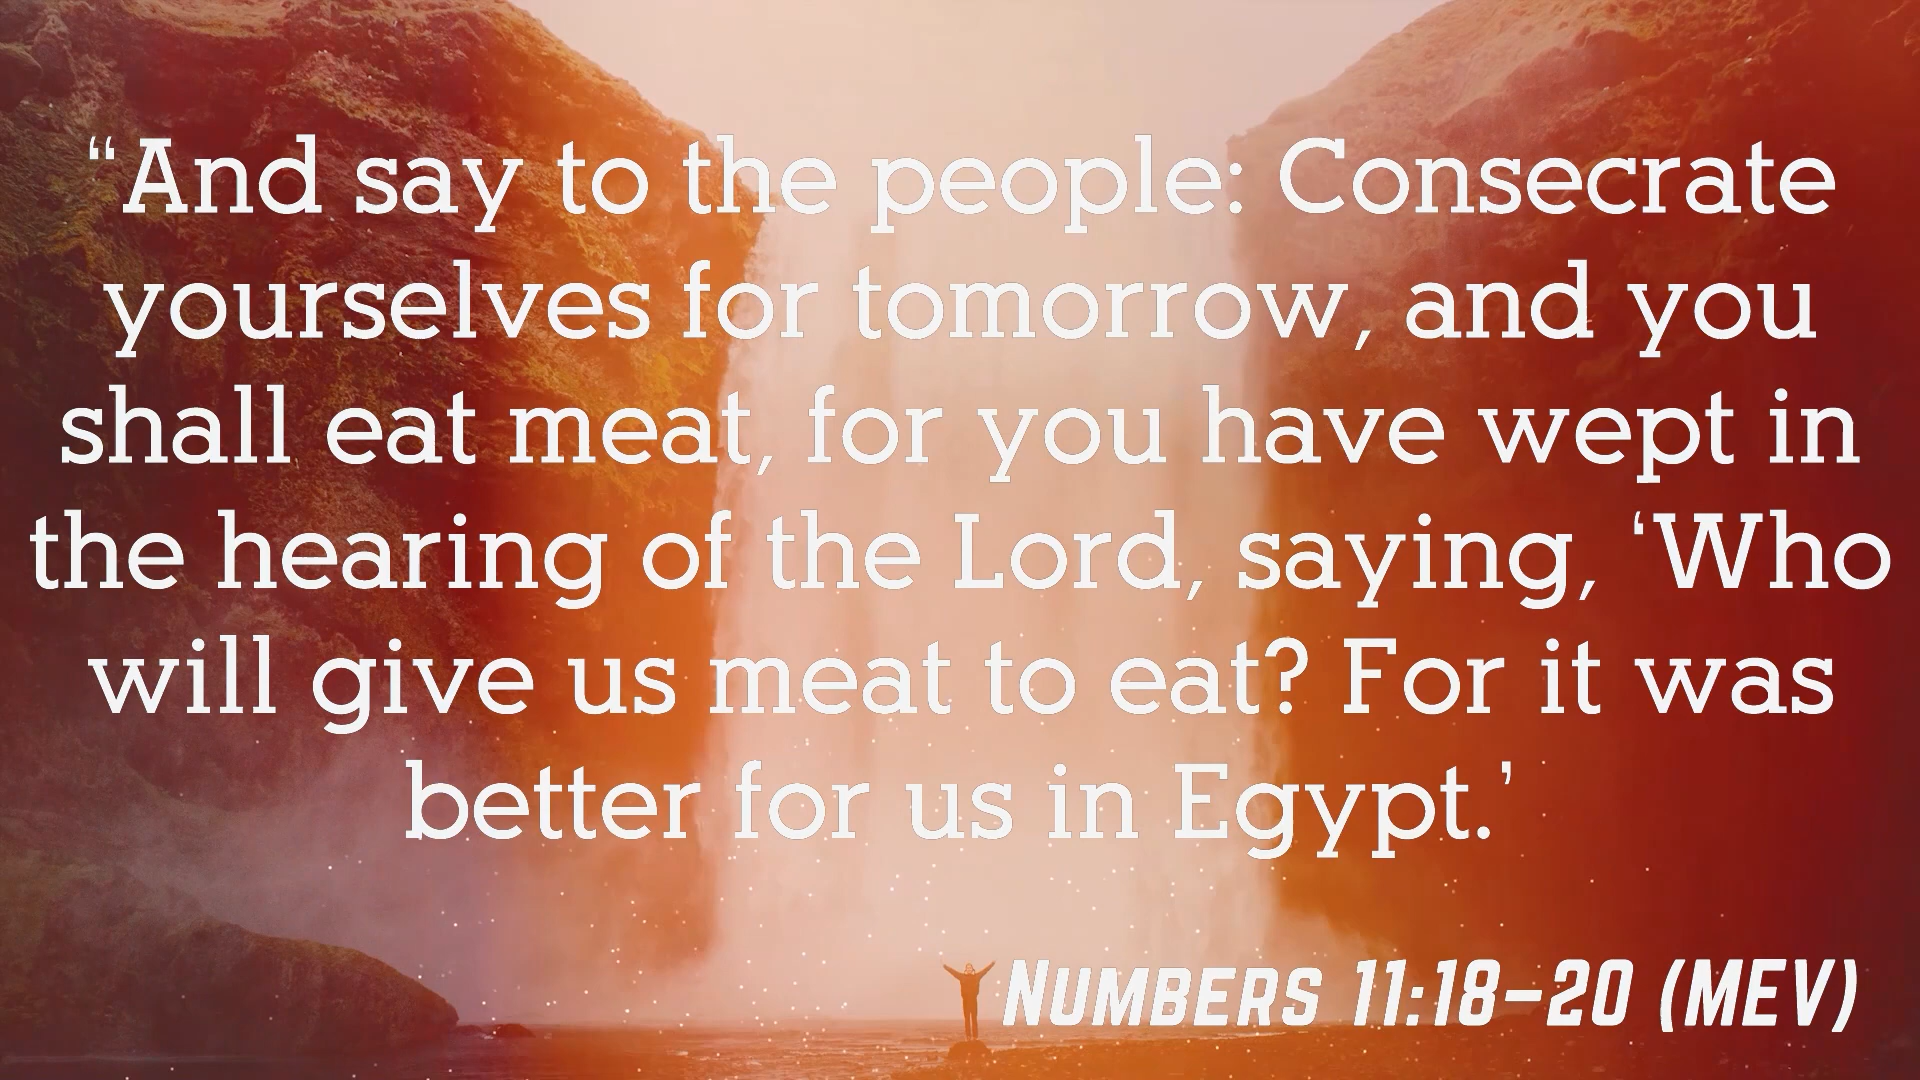 “And say to the people: Consecrate
yourselves for tomorrow, and you
shall eat meat, for you have wept in
the hearing of the Lord, saying, ‘Who
will give us meat to eat? For it was
better for us in Egypt.’
Numbers 11:18–20 (MEV)